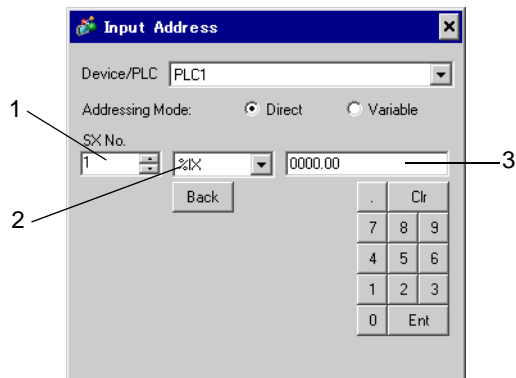 Input Address
Device/PLC PLC1
Addressing Mode: Direct Variable
1
SX No.
1 %IX 0000.00 3
2
Back . Clr
7 8 9
4 5 6
1 2 3
0 Ent